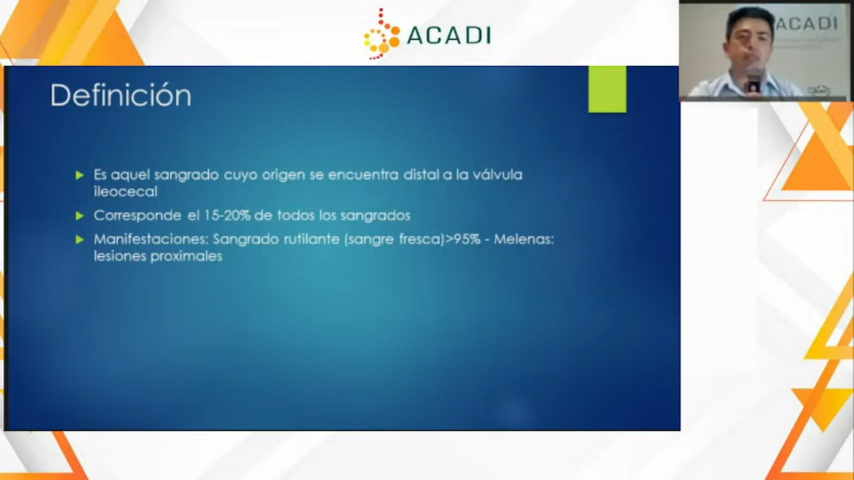 ACADI
ACADI
Definición
Es aquel sangrado cuyo origen se encuentra distal a la válvula
ileocecal
Corresponde el 15-20% de todos los sangrados
Manifestaciones: Sangrado rutilante (sangre fresca)>95% - Melenas:
lesiones proximales